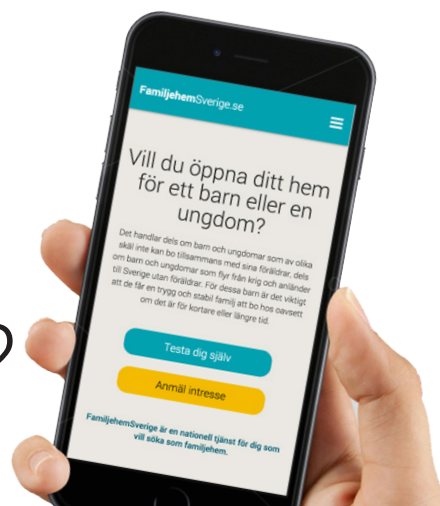 FamiljehemSverige.se
Vill du öppna ditt hem
för ett barn eller en
ungdom?
Det handlar dels om barn och ungdomar som av olika
skäl inte kan bo tillsammans med sina föräldrar, dels
om barn och ungdomar som flyr från krig och anländer
till Sverige utan föräldrar. För dessa barn är det viktigt
att de får en trygg och stabil familj att bo hos oavsett
om det är för kortare eller längre tid.
Testa dig själv
Anmäl intresse
FamiljehemSverige är en nationell tjänst för dig som
vill söka som familjehem.